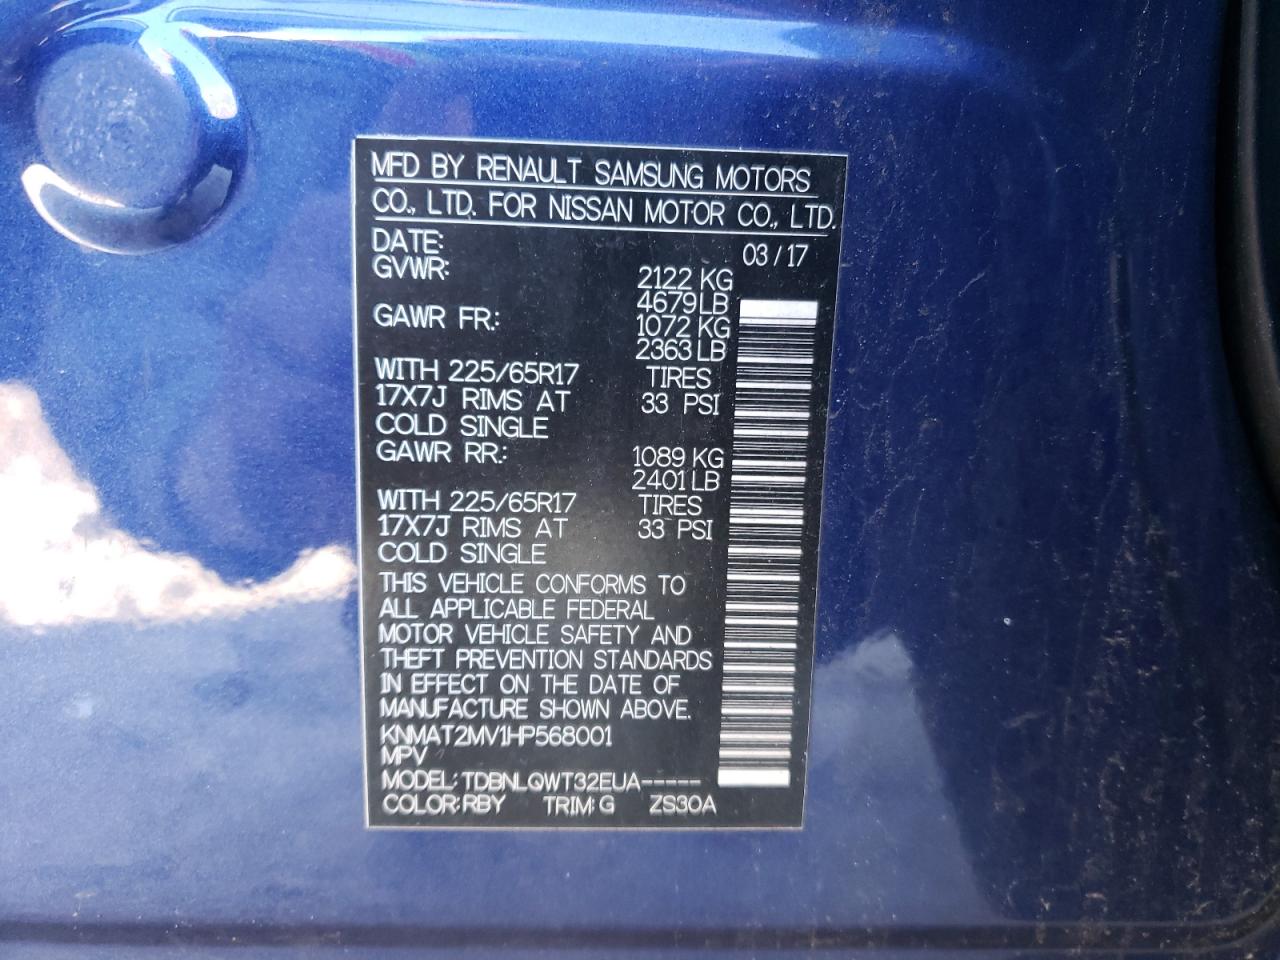 MFD BY RENAULT SAMSUNG MOTORS
CO., LTD. FOR NISSAN MOTOR CO., LTD.
DATE: 03/17
GVWR: 2122 KG
4679 LB
GAWR FR.: 1072 KG
2363 LB
WITH 225/65R17 TIRES
17X7J RIMS AT 33 PSI
COLD SINGLE
GAWR RR.: 1089 KG
2401 LB
WITH 225/65R17 TIRES
17X7J RIMS AT 33 PSI
COLD SINGLE
THIS VEHICLE CONFORMS TO
ALL APPLICABLE FEDERAL
MOTOR VEHICLE SAFETY AND
THEFT PREVENTION STANDARDS
IN EFFECT ON THE DATE OF
MANUFACTURE SHOWN ABOVE.
KNMAT2MV1HP568001
MPV
MODEL: TDBNLQWT32EUA-----
COLOR: RBY TRIM: G ZS30A